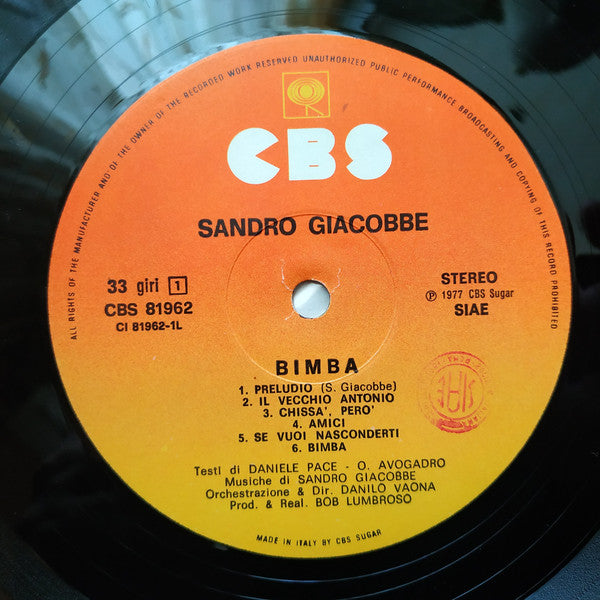 ALL RIGHTS OF THE MANUFACTURER AND OF THE OWNER OF THE RECORDED WORK RESERVED UNAUTHORIZED PUBLIC PERFORMANCE BROADCASTING AND COPYING OF THIS RECORD PROHIBITED
CBS
SANDRO GIACOBBE
33 giri 1
CBS 81962
CI 81962-1L
STEREO
℗ 1977 CBS Sugar
SIAE
BIMBA
1. PRELUDIO (S. Giacobbe)
2. IL VECCHIO ANTONIO
3. CHISSA', PERO'
4. AMICI
5. SE VUOI NASCONDERTI
6. BIMBA
Testi di DANIELE PACE - O. AVOGADRO
Musiche di SANDRO GIACOBBE
Orchestrazione & Dir. DANILO VAONA
Prod. & Real. BOB LUMBROSO
SIAE
MADE IN ITALY BY CBS SUGAR